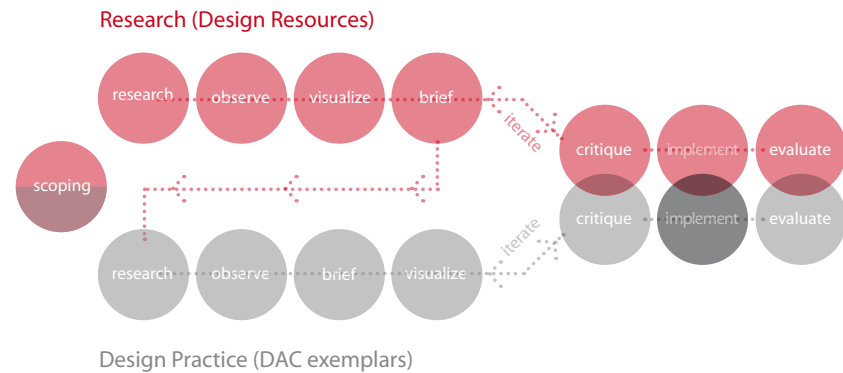 Research (Design Resources)
research observe visualize brief
iterate
critique implement evaluate
scoping
critique implement evaluate
iterate
research observe brief visualize
Design Practice (DAC exemplars)